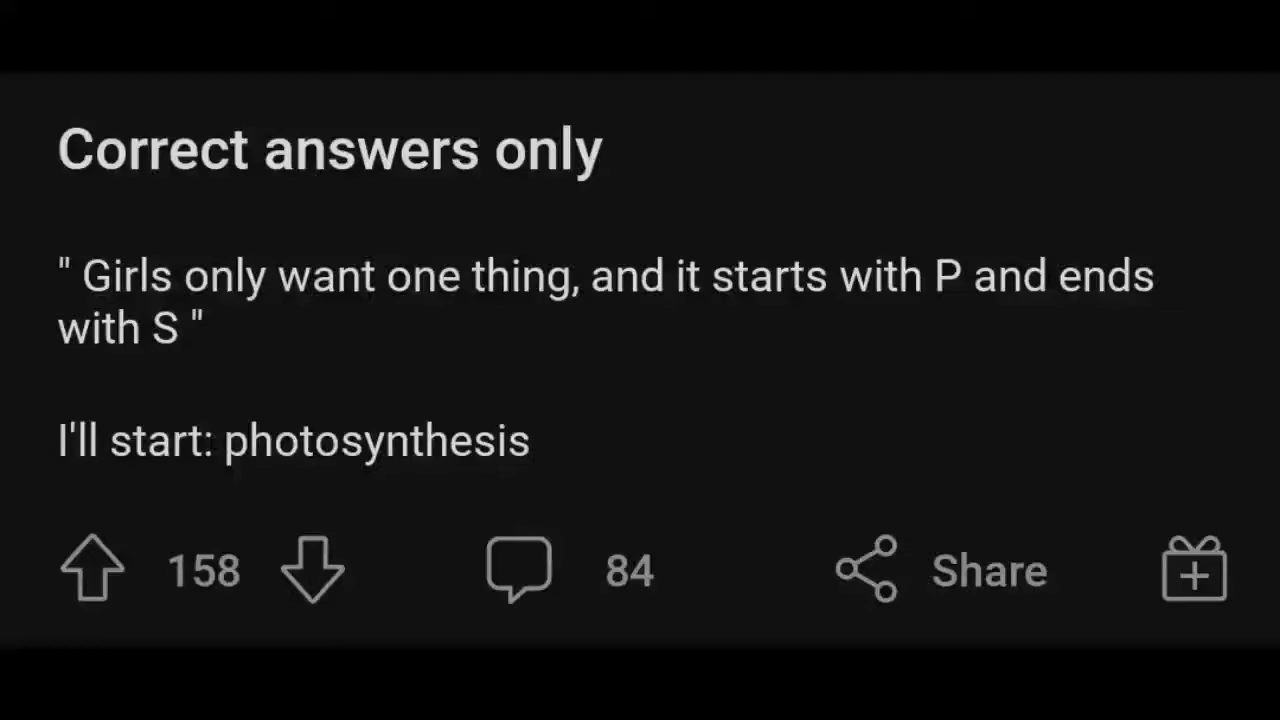 Correct answers only
" Girls only want one thing, and it starts with P and ends
with S "
I'll start: photosynthesis
158 84 Share